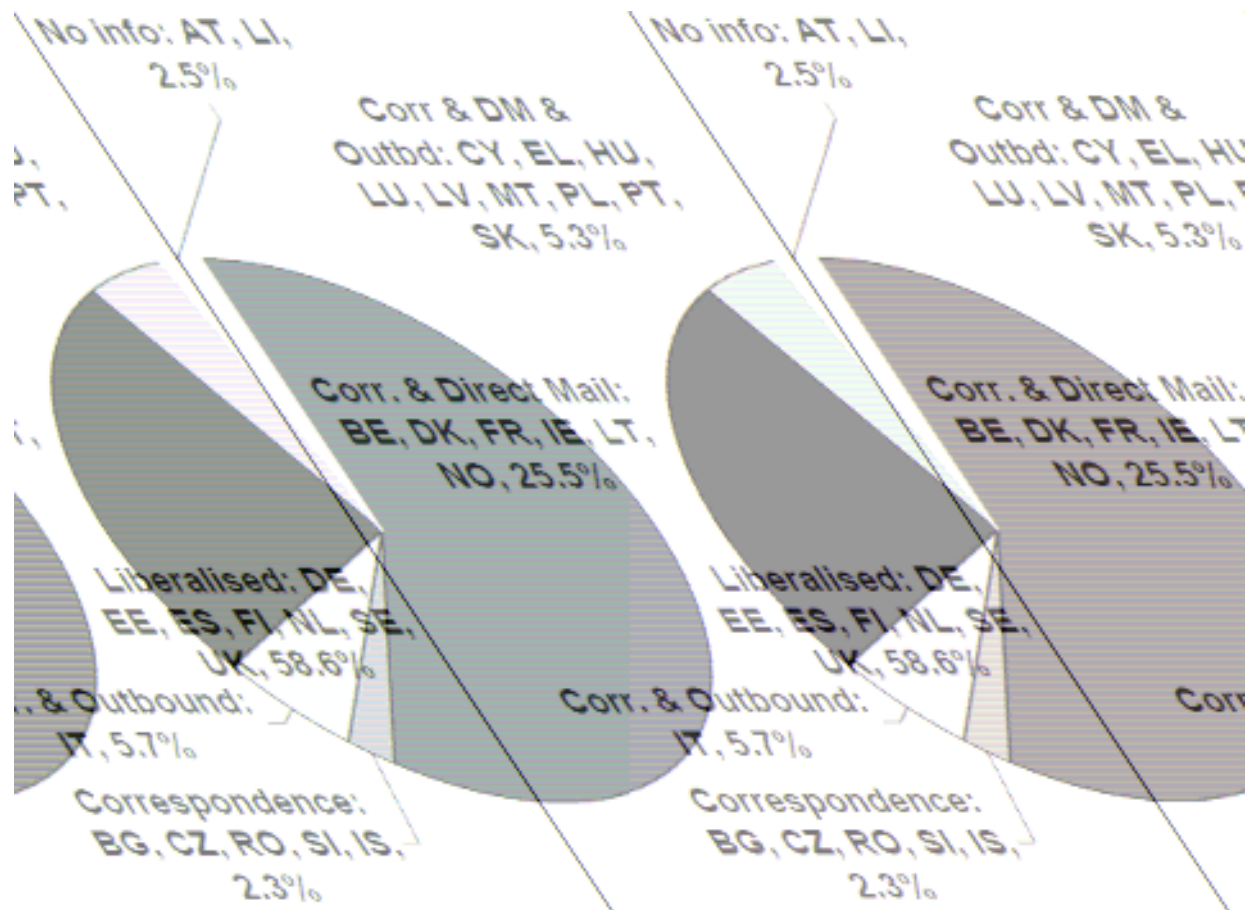 No info: AT, LI,
2.5%
Corr & DM &
Outbd: CY, EL, HU,
LU, LV, MT, PL, PT,
SK, 5.3%
Corr. & Direct Mail:
BE, DK, FR, IE, LT,
NO, 25.5%
Liberalised: DE,
EE, ES, FI, NL, SE,
UK, 58.6%
Corr. & Outbound:
IT, 5.7%
Correspondence:
BG, CZ, RO, SI, IS,
2.3%
No info: AT, LI,
2.5%
Corr & DM &
Outbd: CY, EL, HU
LU, LV, MT, PL,
SK, 5.3%
Corr. & Direct Mail:
BE, DK, FR, IE, LT
NO, 25.5%
Liberalised: DE,
EE, ES, FI, NL, SE,
UK, 58.6%
Corr. & Outbound:
IT, 5.7%
Correspondence:
BG, CZ, RO, SI, IS,
2.3%